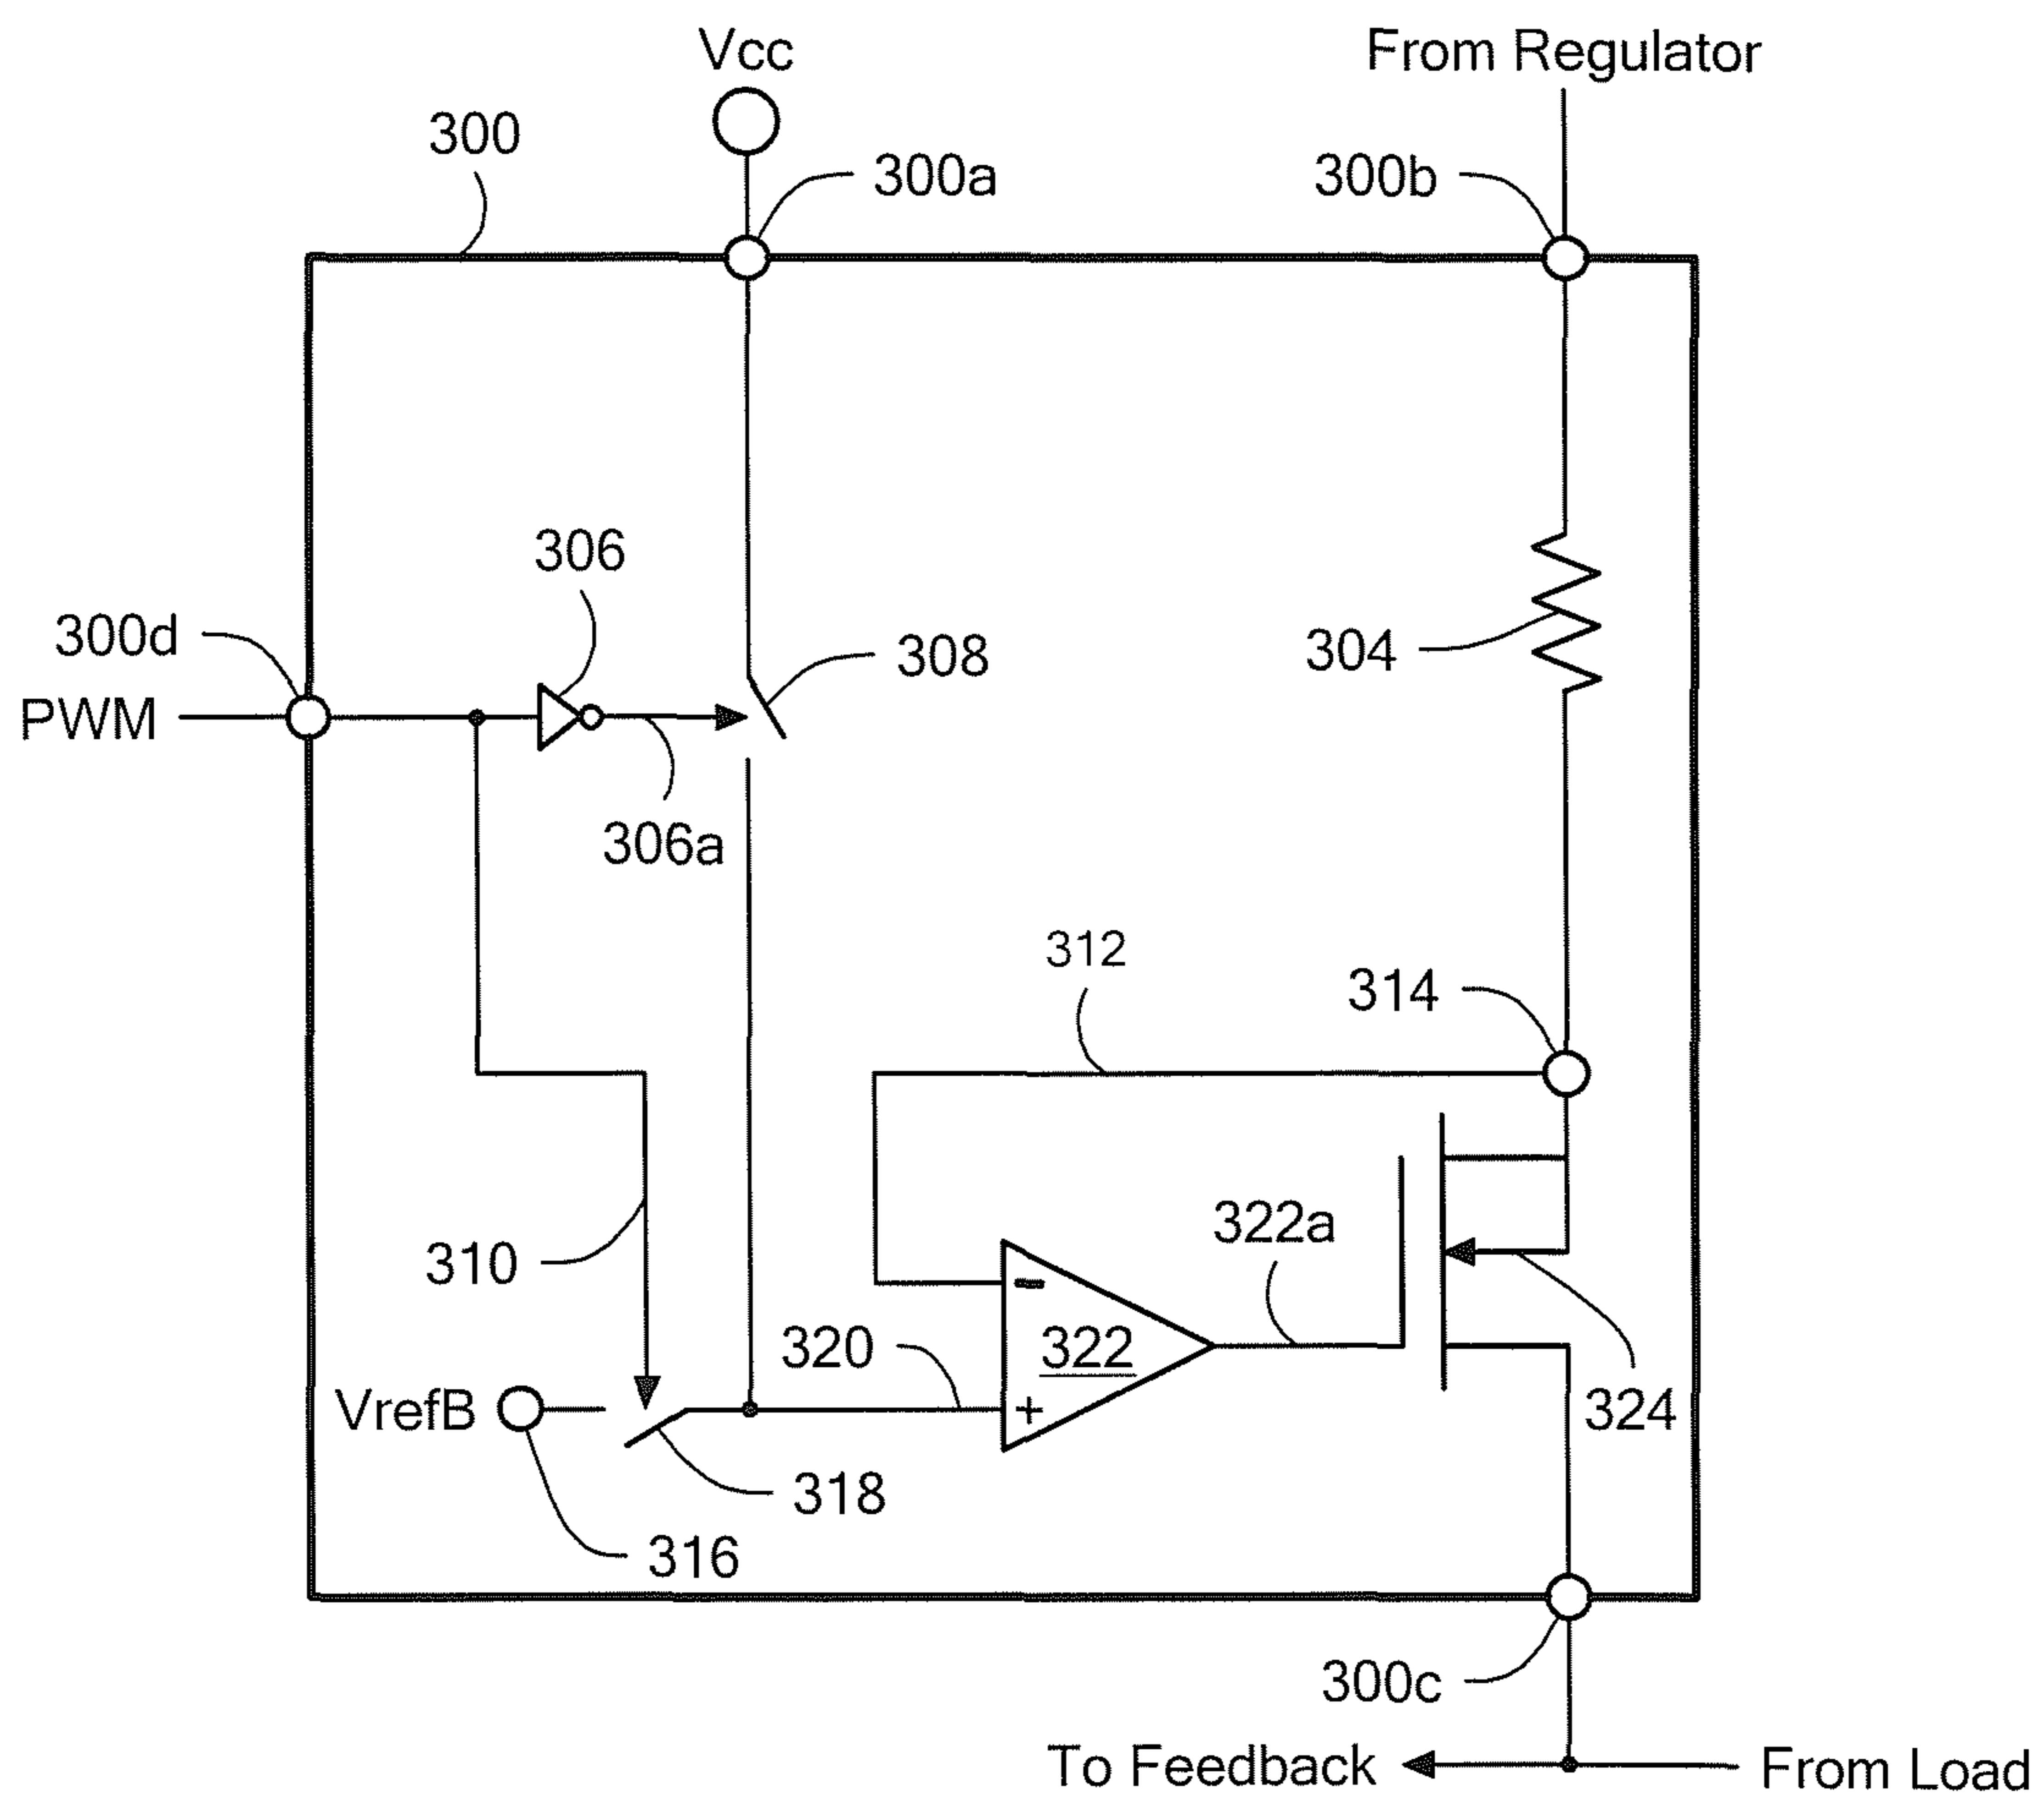 Vcc
From Regulator
300
300a
300b
306
300d
308
304
PWM
306a
312
314
322a
310
320
322
-
+
VrefB
324
318
316
300c
To Feedback
From Load